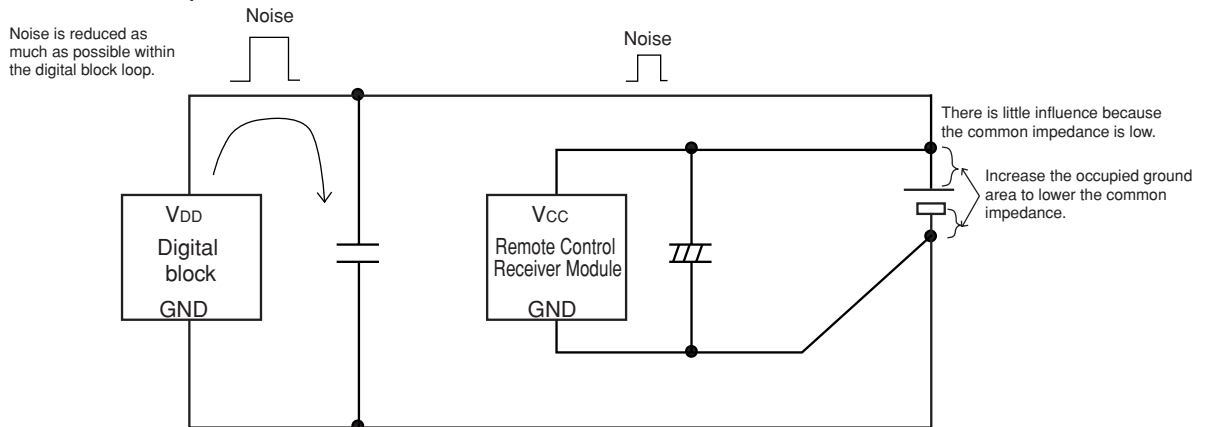 Noise is reduced as
much as possible within
the digital block loop.
Noise
Noise
There is little influence because
the common impedance is low.
Increase the occupied ground
area to lower the common
impedance.
VDD
Digital
block
GND
VCC
Remote Control
Receiver Module
GND